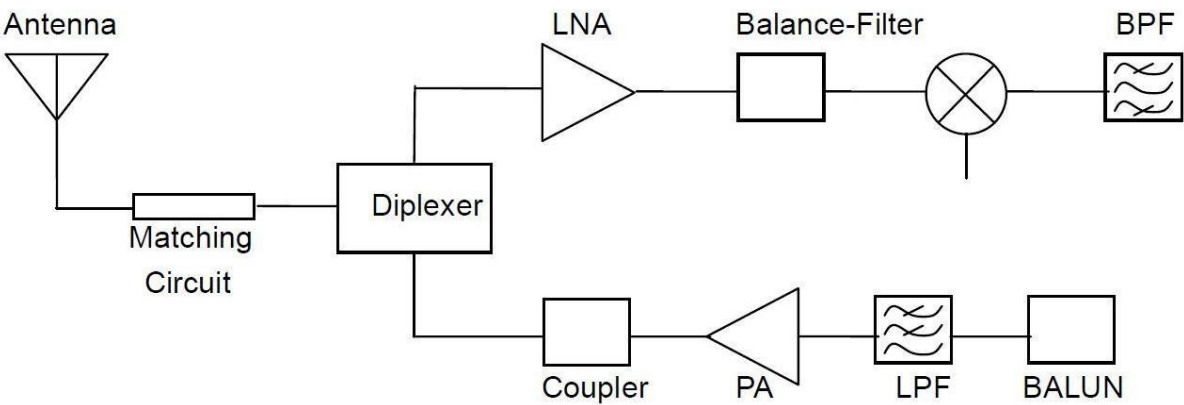 Antenna
LNA
Balance-Filter
BPF
Diplexer
Matching
Circuit
Coupler
PA
LPF
BALUN